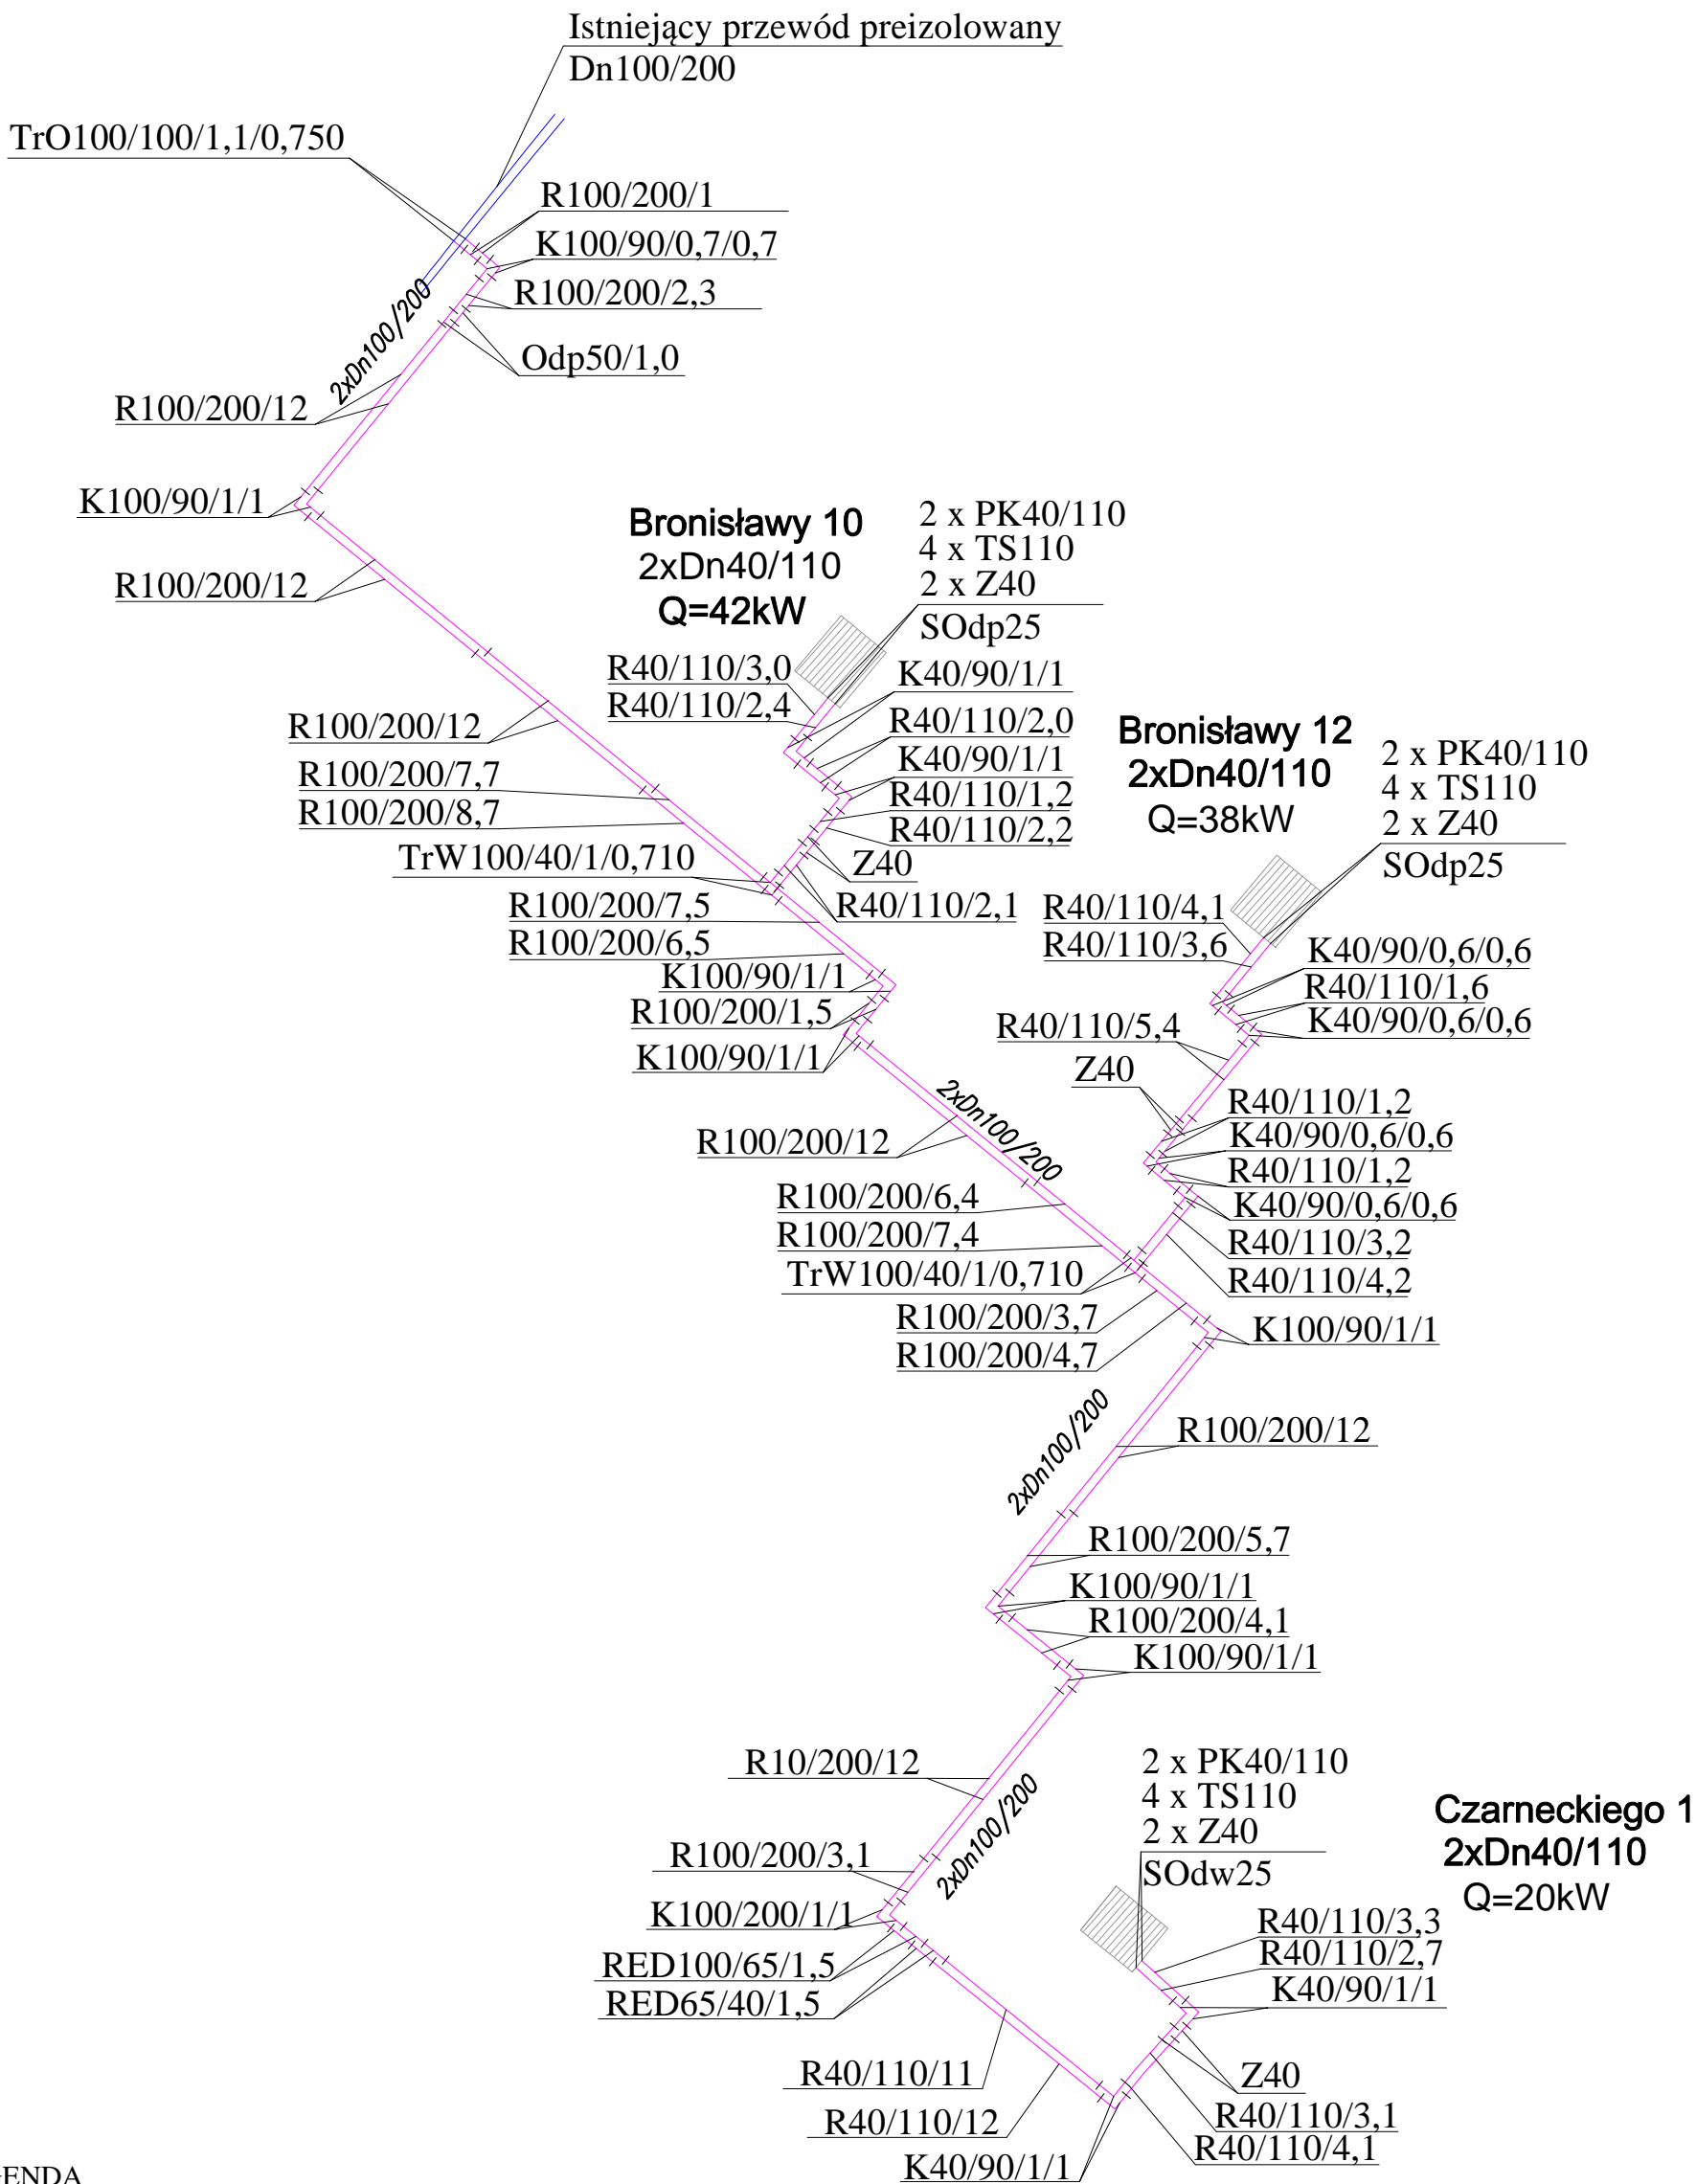 Istniejący przewód preizolowany
Dn100/200
TrO100/100/1,1/0,750
R100/200/1
K100/90/0,7/0,7
R100/200/2,3
2xDn100/200
Odp50/1,0
R100/200/12
K100/90/1/1
R100/200/12
Bronisławy 10
2xDn40/110
Q=42kW
2 x PK40/110
4 x TS110
2 x Z40
SOdp25
R40/110/3,0
R40/110/2,4
K40/90/1/1
R40/110/2,0
K40/90/1/1
R40/110/1,2
R40/110/2,2
Z40
R40/110/2,1
R100/200/12
R100/200/7,7
R100/200/8,7
TrW100/40/1/0,710
R100/200/7,5
R100/200/6,5
K100/90/1/1
R100/200/1,5
K100/90/1/1
Bronisławy 12
2xDn40/110
Q=38kW
2 x PK40/110
4 x TS110
2 x Z40
SOdp25
R40/110/4,1
R40/110/3,6
K40/90/0,6/0,6
R40/110/1,6
K40/90/0,6/0,6
R40/110/5,4
Z40
R40/110/1,2
K40/90/0,6/0,6
R40/110/1,2
K40/90/0,6/0,6
R40/110/3,2
R40/110/4,2
2xDn100/200
R100/200/12
R100/200/6,4
R100/200/7,4
TrW100/40/1/0,710
R100/200/3,7
R100/200/4,7
K100/90/1/1
2xDn100/200
R100/200/12
R100/200/5,7
K100/90/1/1
R100/200/4,1
K100/90/1/1
R10/200/12
2xDn100/200
R100/200/3,1
K100/200/1/1
RED100/65/1,5
RED65/40/1,5
2 x PK40/110
4 x TS110
2 x Z40
SOdw25
Czarneckiego 1
2xDn40/110
Q=20kW
R40/110/3,3
R40/110/2,7
K40/90/1/1
R40/110/11
R40/110/12
K40/90/1/1
Z40
R40/110/3,1
R40/110/4,1
ENDA